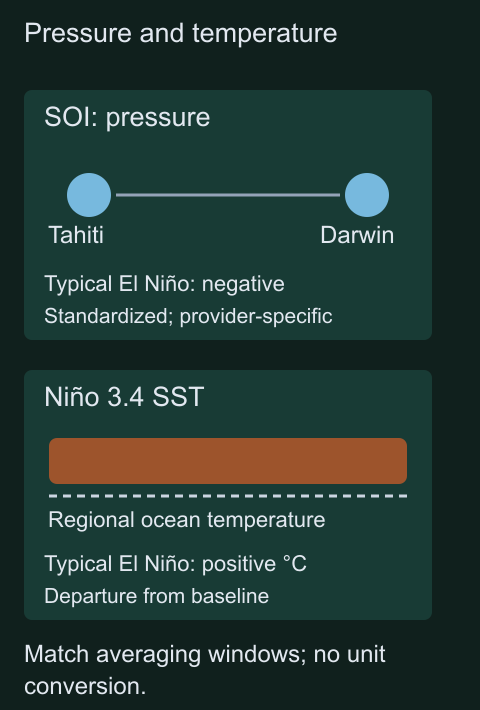 Pressure and temperature
SOI: pressure
Tahiti
Darwin
Typical El Niño: negative
Standardized; provider-specific
Niño 3.4 SST
Regional ocean temperature
Typical El Niño: positive °C
Departure from baseline
Match averaging windows; no unit
conversion.